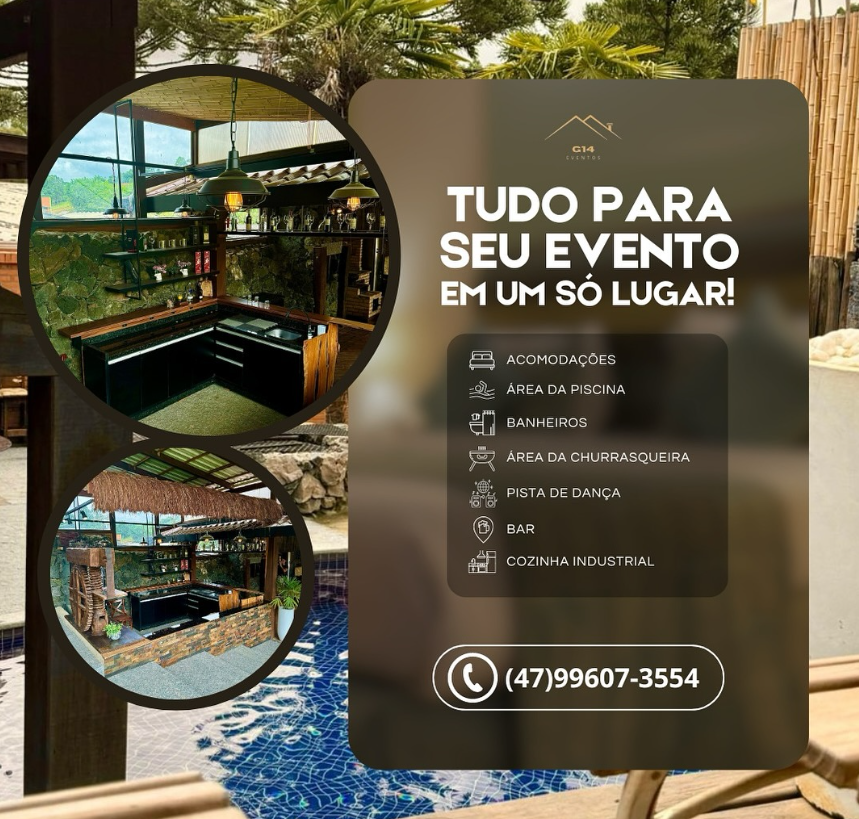 G14
EVENTOS
TUDO PARA
SEU EVENTO
EM UM SÓ LUGAR!
ACOMODAÇÕES
ÁREA DA PISCINA
BANHEIROS
ÁREA DA CHURRASQUEIRA
PISTA DE DANÇA
BAR
COZINHA INDUSTRIAL
(47)99607-3554